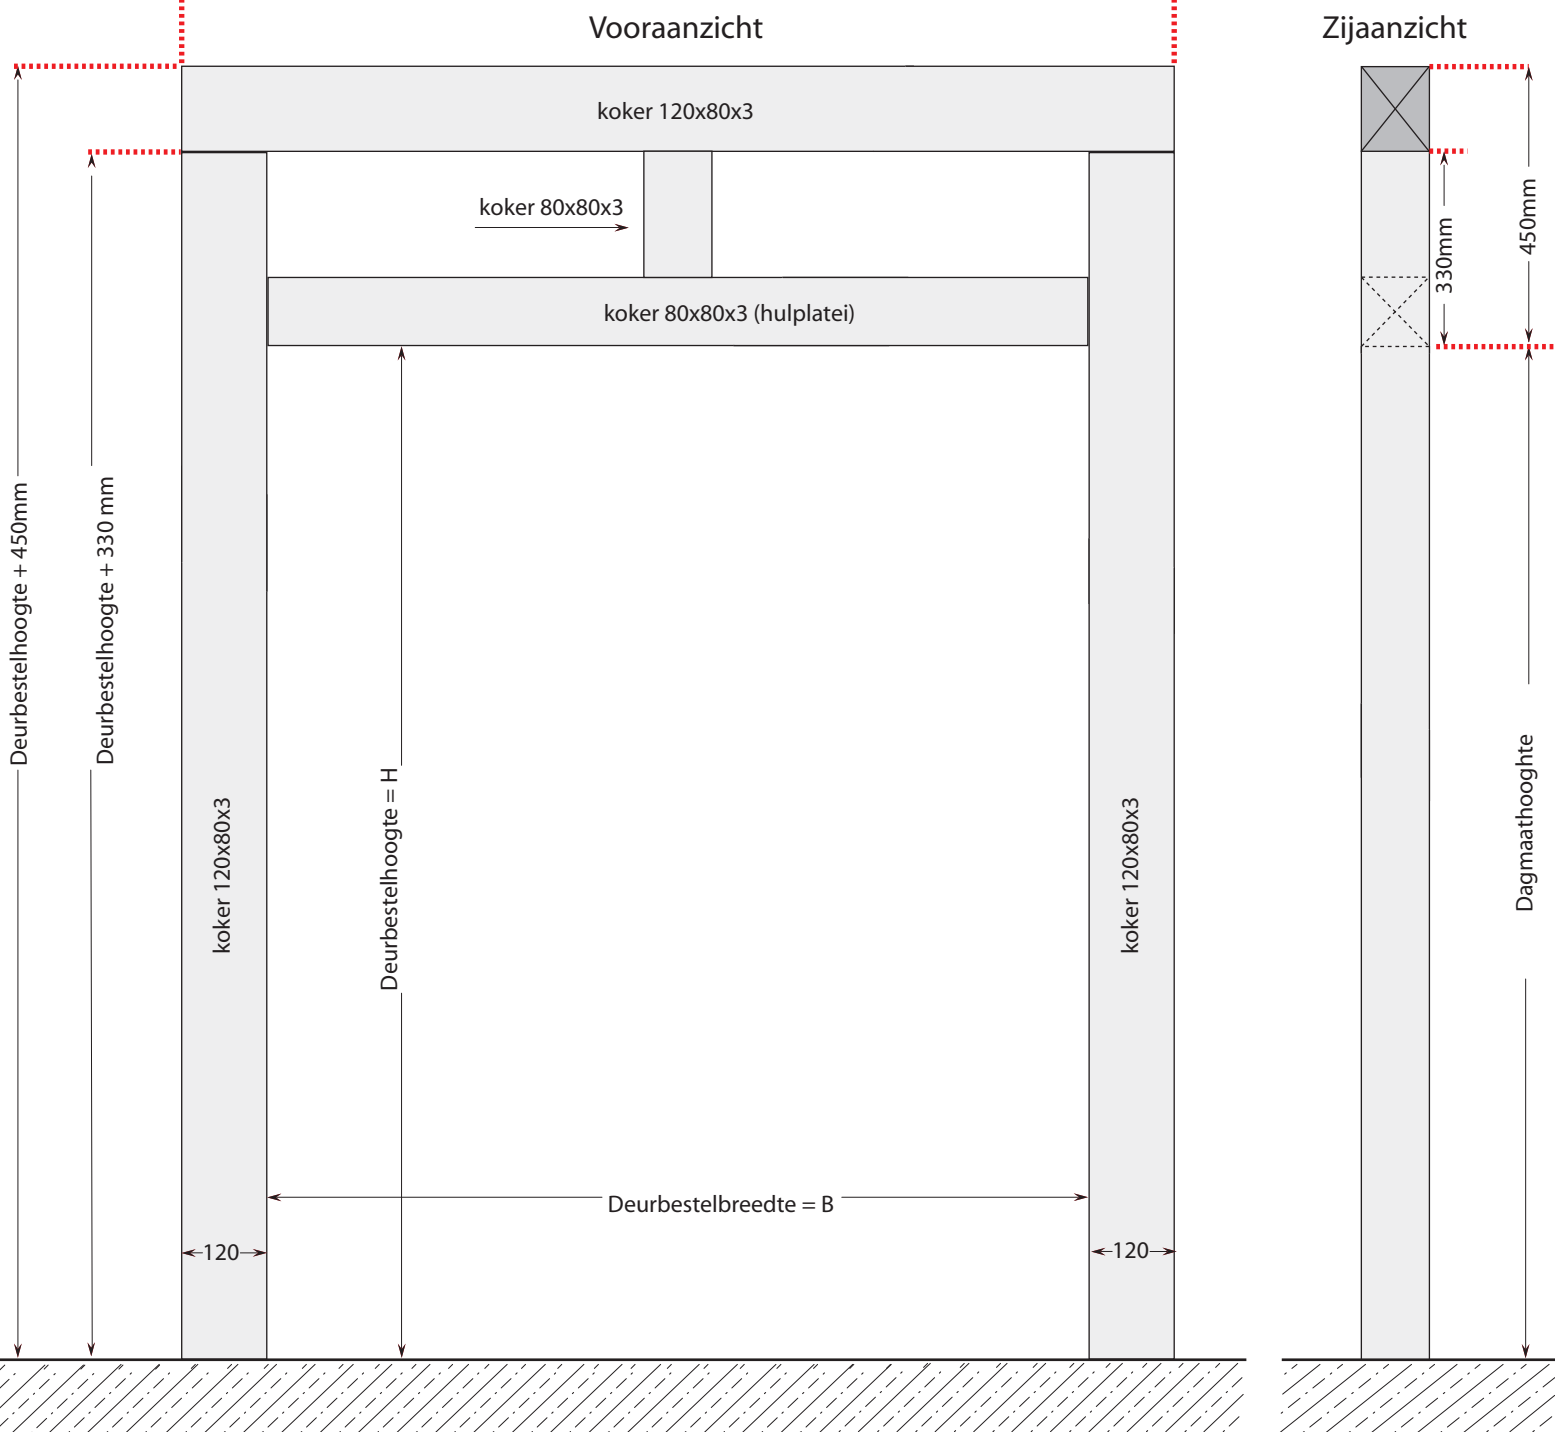 Vooraanzicht
Zijaanzicht
koker 120x80x3
koker 80x80x3
koker 80x80x3 (hulplatei)
330mm
450mm
Deurbestelhoogte + 450mm
Deurbestelhoogte + 330 mm
koker 120x80x3
Deurbestelhoogte = H
koker 120x80x3
Dagmaathooghte
Deurbestelbreedte = B
120
120